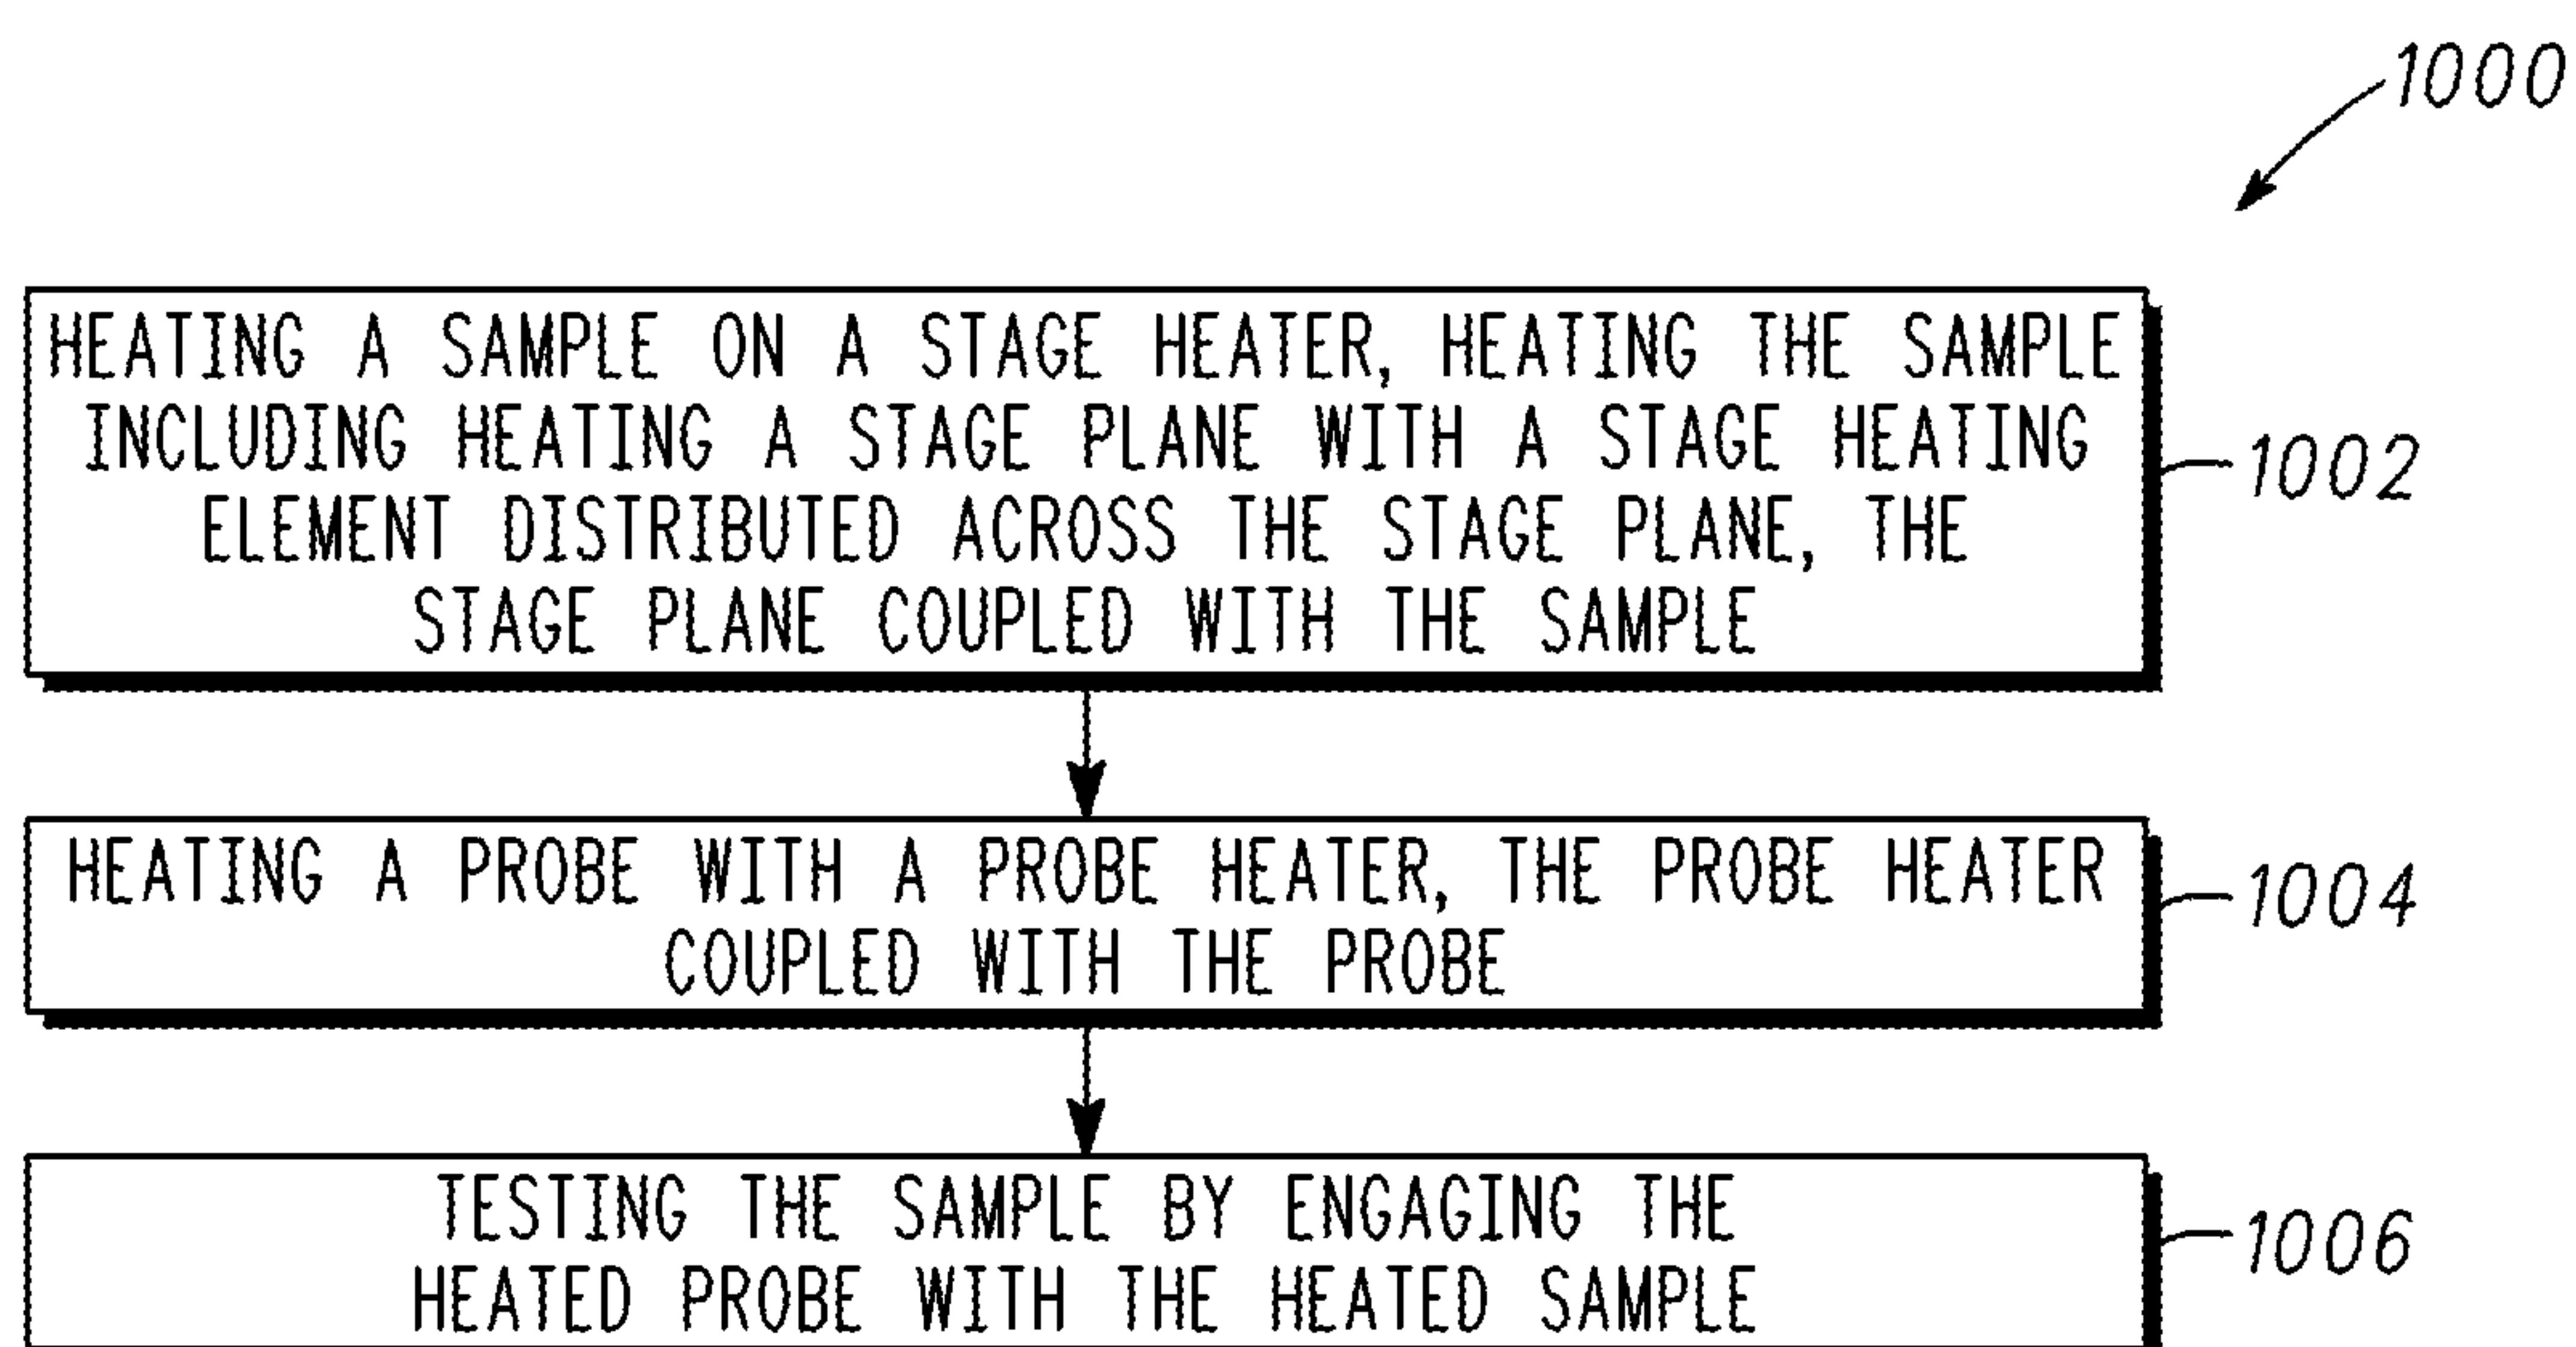 1000
HEATING A SAMPLE ON A STAGE HEATER, HEATING THE SAMPLE
INCLUDING HEATING A STAGE PLANE WITH A STAGE HEATING
ELEMENT DISTRIBUTED ACROSS THE STAGE PLANE, THE
STAGE PLANE COUPLED WITH THE SAMPLE
1002
HEATING A PROBE WITH A PROBE HEATER, THE PROBE HEATER
COUPLED WITH THE PROBE
1004
TESTING THE SAMPLE BY ENGAGING THE
HEATED PROBE WITH THE HEATED SAMPLE
1006